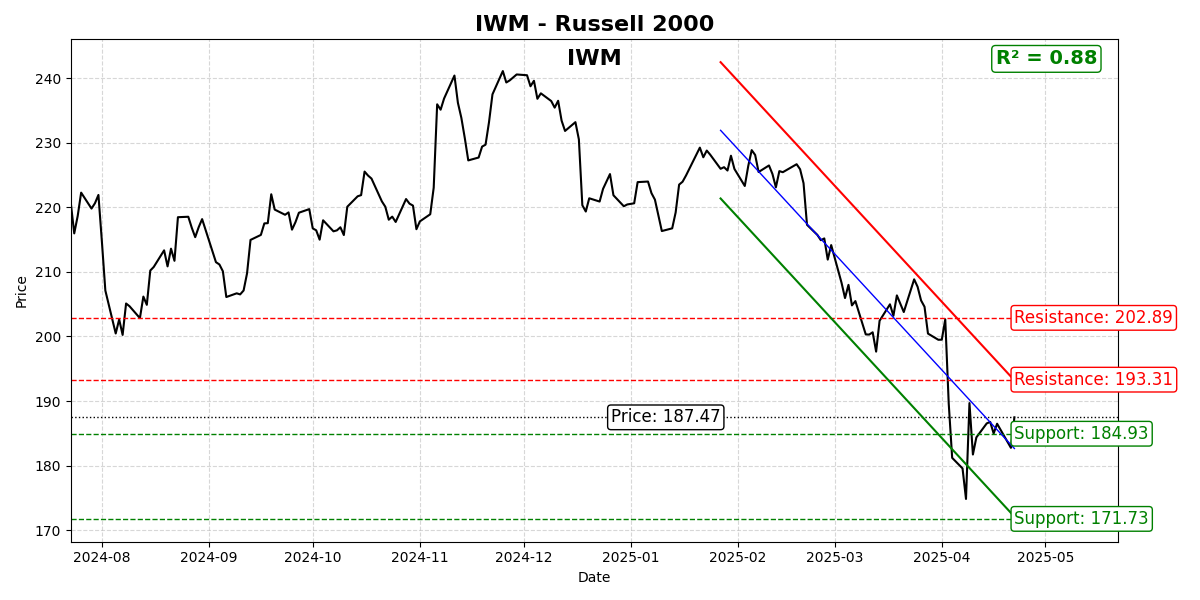 IWM - Russell 2000
IWM
R² = 0.88
Price
240
230
220
210
200
190
180
170
Resistance: 202.89
Resistance: 193.31
Price: 187.47
Support: 184.93
Support: 171.73
2024-08 2024-09 2024-10 2024-11 2024-12 2025-01 2025-02 2025-03 2025-04 2025-05
Date